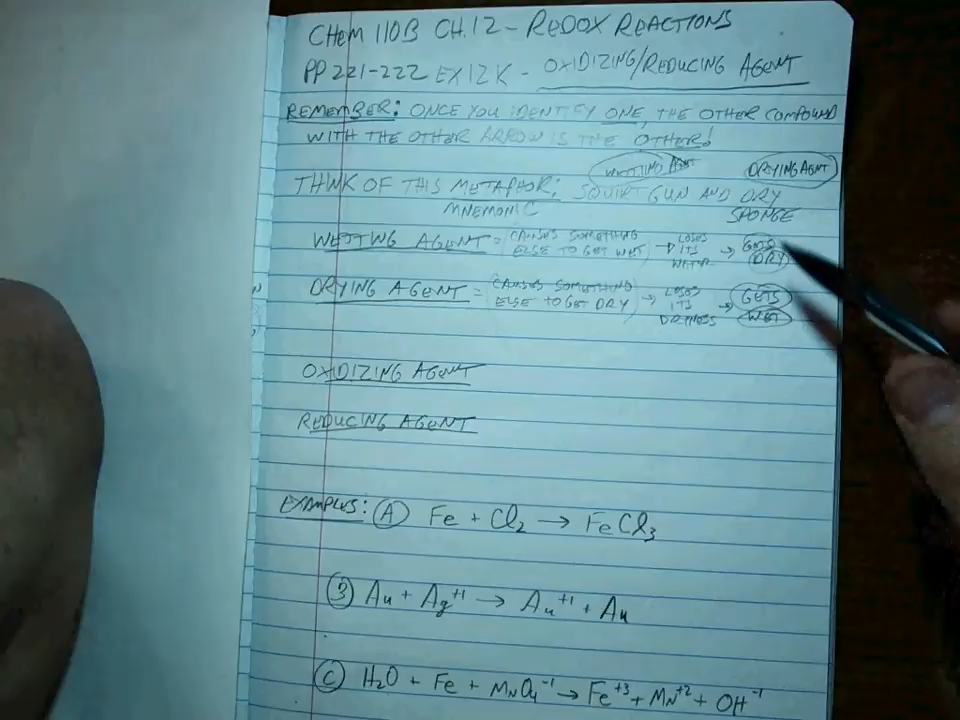 CHEM 110B CH.12 - REDOX REACTIONS
PP 221-222 EX 12K - OXIDIZING/REDUCING AGENT
REMEMBER: ONCE YOU IDENTIFY ONE, THE OTHER COMPOUND
WITH THE OTHER ARROW IS THE OTHER!
WETTING AGENT DRYING AGENT
THINK OF THIS METAPHOR: SQUIRT GUN AND DRY
MNEMONIC SPONGE
WETTING AGENT = CAUSES SOMETHING ELSE TO GET WET → LOSES ITS WATER → GETS DRY
DRYING AGENT = CAUSES SOMETHING ELSE TO GET DRY → LOSES ITS DRYNESS → GETS WET
OXIDIZING AGENT
REDUCING AGENT
EXAMPLES: (A) Fe + Cl₂ → FeCl₃
(B) Au + Ag⁺¹ → Au⁺¹ + Au
(C) H₂O + Fe + MnO₄⁻¹ → Fe⁺³ + Mn⁺² + OH⁻¹